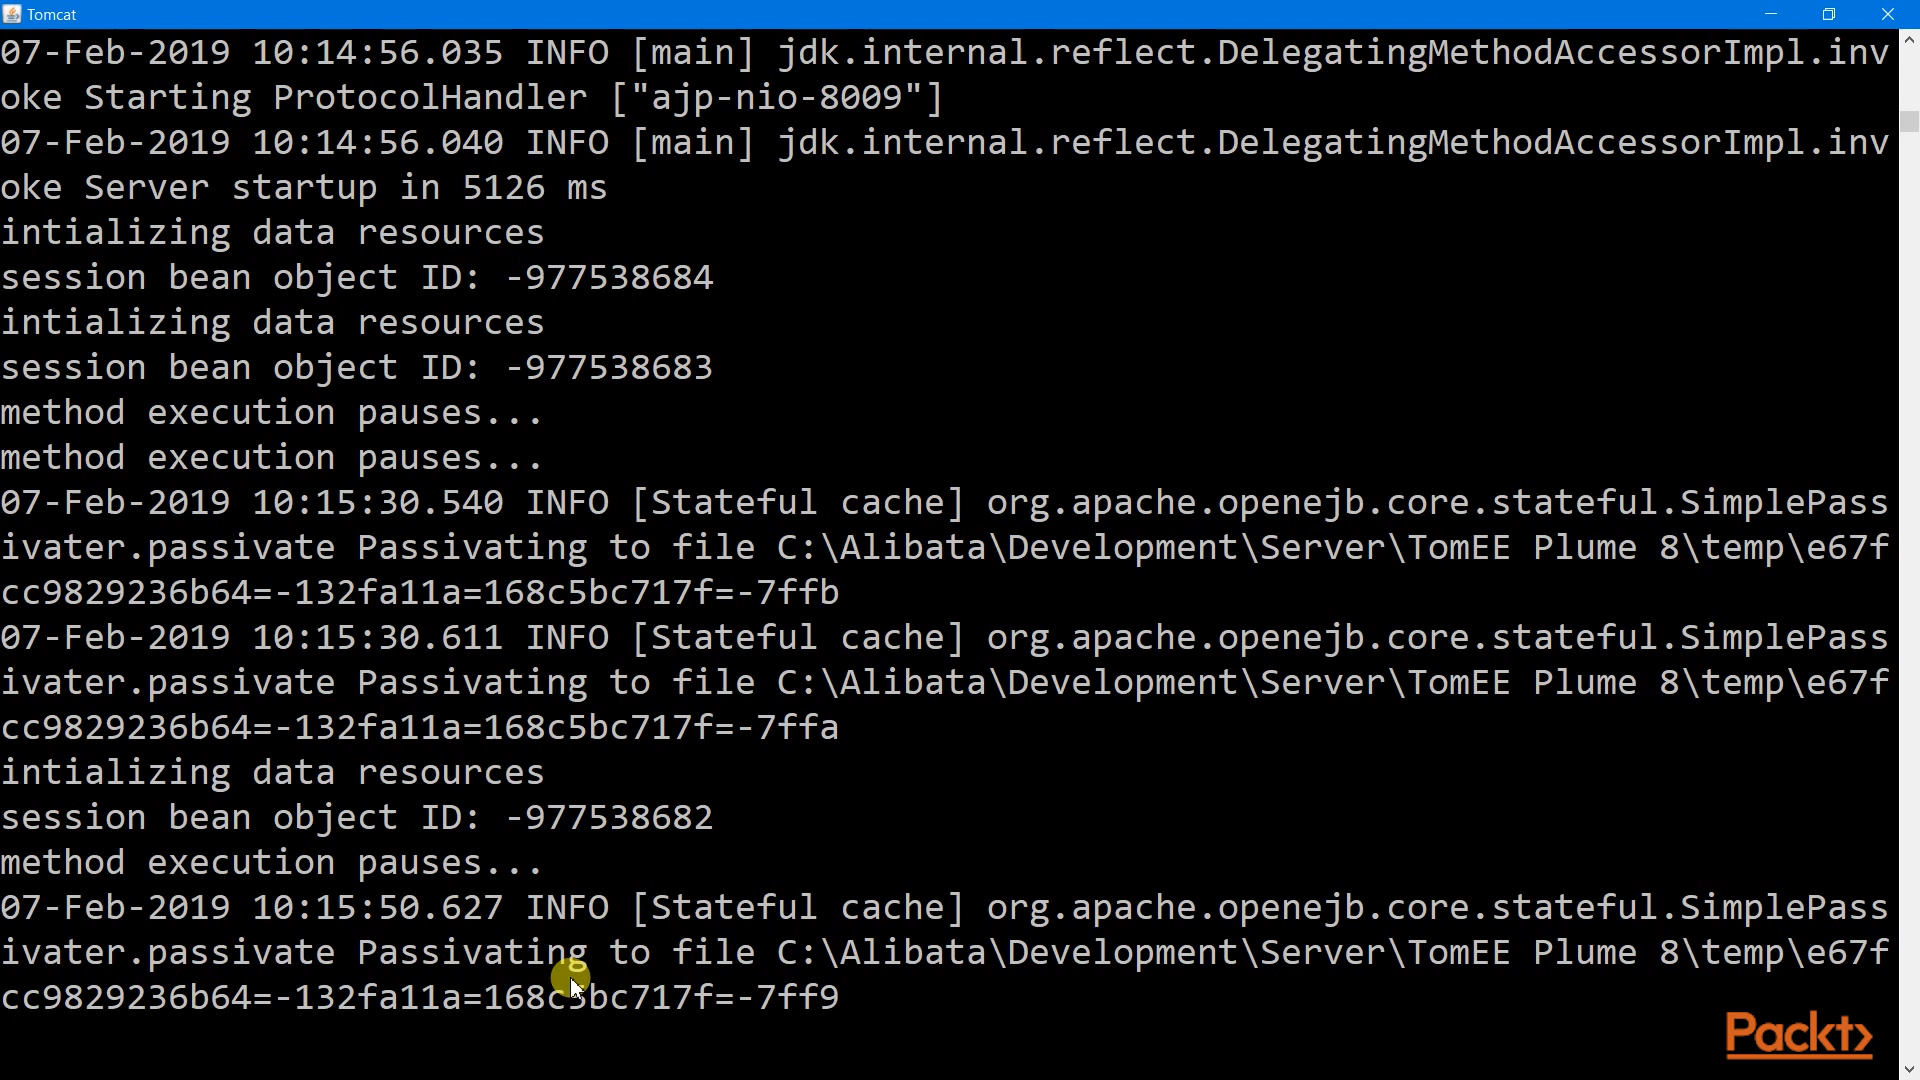 Tomcat
07-Feb-2019 10:14:56.035 INFO [main] jdk.internal.reflect.DelegatingMethodAccessorImpl.inv
oke Starting ProtocolHandler ["ajp-nio-8009"]
07-Feb-2019 10:14:56.040 INFO [main] jdk.internal.reflect.DelegatingMethodAccessorImpl.inv
oke Server startup in 5126 ms
intializing data resources
session bean object ID: -977538684
intializing data resources
session bean object ID: -977538683
method execution pauses...
method execution pauses...
07-Feb-2019 10:15:30.540 INFO [Stateful cache] org.apache.openejb.core.stateful.SimplePass
ivater.passivate Passivating to file C:\Alibata\Development\Server\TomEE Plume 8\temp\e67f
cc9829236b64=-132fa11a=168c5bc717f=-7ffb
07-Feb-2019 10:15:30.611 INFO [Stateful cache] org.apache.openejb.core.stateful.SimplePass
ivater.passivate Passivating to file C:\Alibata\Development\Server\TomEE Plume 8\temp\e67f
cc9829236b64=-132fa11a=168c5bc717f=-7ffa
intializing data resources
session bean object ID: -977538682
method execution pauses...
07-Feb-2019 10:15:50.627 INFO [Stateful cache] org.apache.openejb.core.stateful.SimplePass
ivater.passivate Passivating to file C:\Alibata\Development\Server\TomEE Plume 8\temp\e67f
cc9829236b64=-132fa11a=168c5bc717f=-7ff9
Packt>